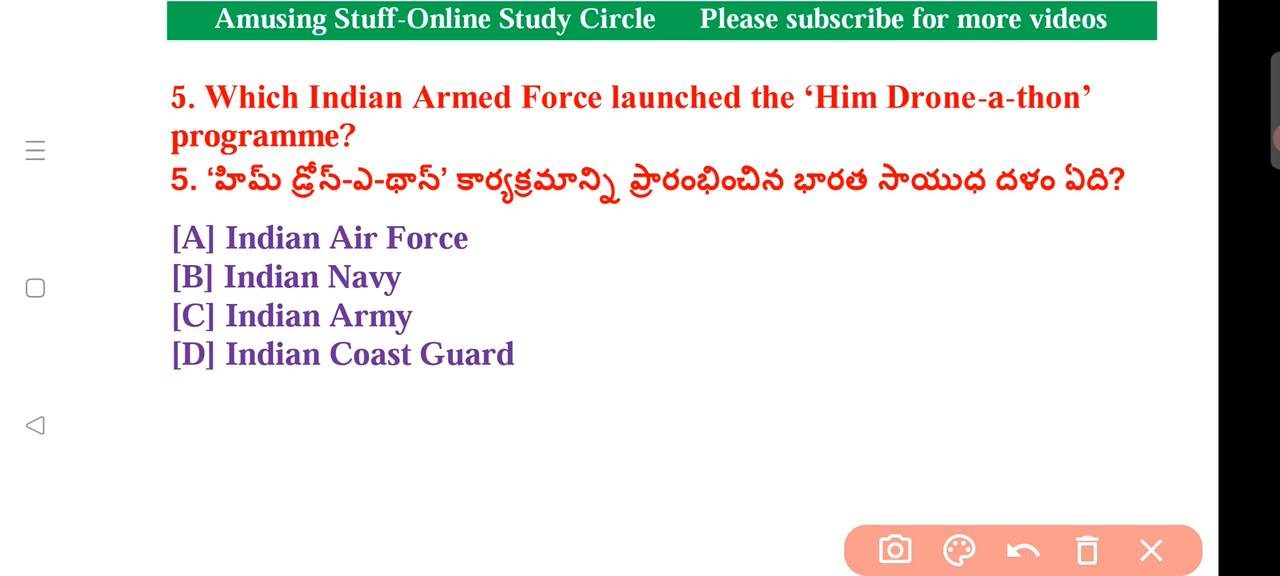 Amusing Stuff-Online Study Circle Please subscribe for more videos
5. Which Indian Armed Force launched the ‘Him Drone-a-thon’
programme?
5. ‘హిమ్ డ్రోన్-ఎ-థాన్’ కార్యక్రమాన్ని ప్రారంభించిన భారత సాయుధ దళం ఏది?
[A] Indian Air Force
[B] Indian Navy
[C] Indian Army
[D] Indian Coast Guard